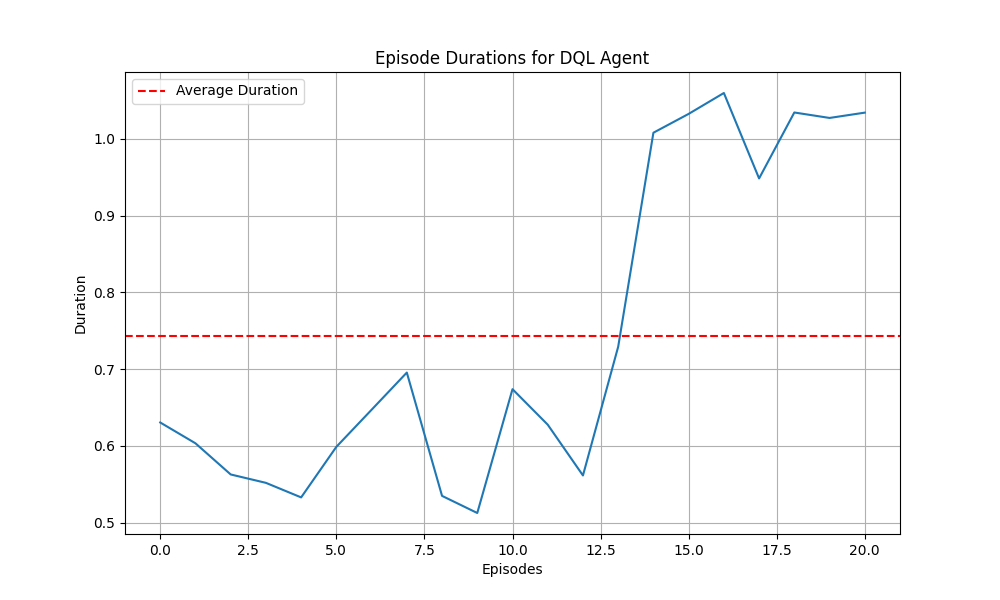 Episode Durations for DQL Agent
Average Duration
1.0
0.9
0.8
0.7
0.6
0.5
Duration
0.0 2.5 5.0 7.5 10.0 12.5 15.0 17.5 20.0
Episodes